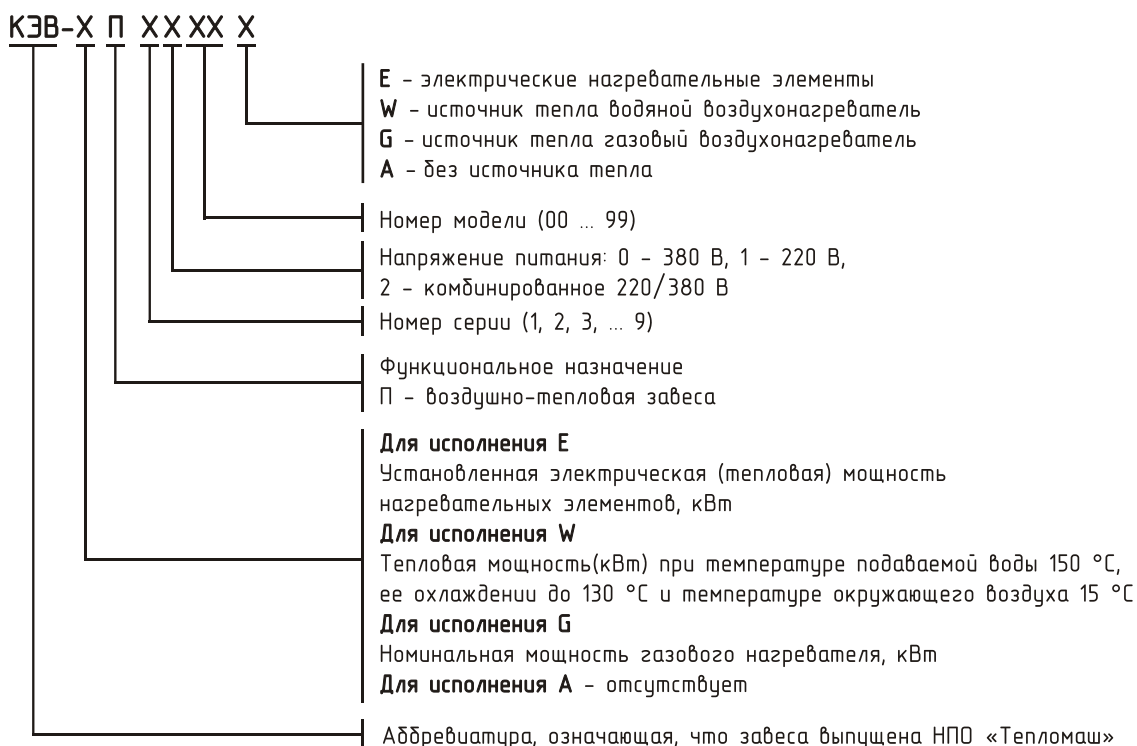 КЭВ-Х П Х Х ХХ Х
E – электрические нагревательные элементы
W – источник тепла водяной воздухонагреватель
G – источник тепла газовый воздухонагреватель
A – без источника тепла
Номер модели (00 ... 99)
Напряжение питания: 0 – 380 В, 1 – 220 В,
2 – комбинированное 220/380 В
Номер серии (1, 2, 3, ... 9)
Функциональное назначение
П – воздушно-тепловая завеса
Для исполнения E
Установленная электрическая (тепловая) мощность
нагревательных элементов, кВт
Для исполнения W
Тепловая мощность(кВт) при температуре подаваемой воды 150 °С,
ее охлаждении до 130 °С и температуре окружающего воздуха 15 °С
Для исполнения G
Номинальная мощность газового нагревателя, кВт
Для исполнения A – отсутствует
Аббревиатура, означающая, что завеса выпущена НПО «Тепломаш»